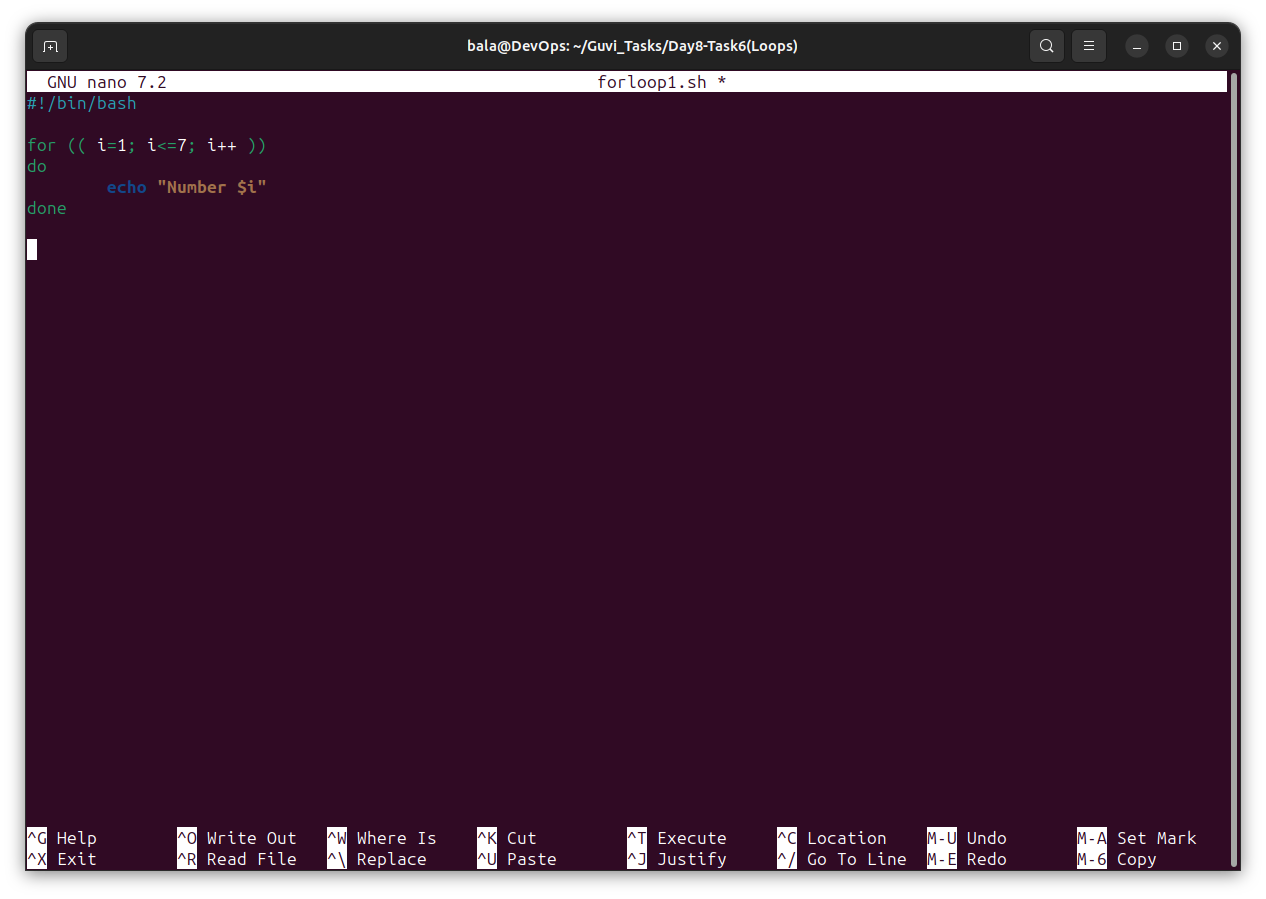 bala@DevOps: ~/Guvi_Tasks/Day8-Task6(Loops)
GNU nano 7.2 forloop1.sh *
#!/bin/bash
for (( i=1; i<=7; i++ ))
do
echo "Number $i"
done
^G Help ^O Write Out ^W Where Is ^K Cut ^T Execute ^C Location M-U Undo M-A Set Mark
^X Exit ^R Read File ^\ Replace ^U Paste ^J Justify ^/ Go To Line M-E Redo M-6 Copy